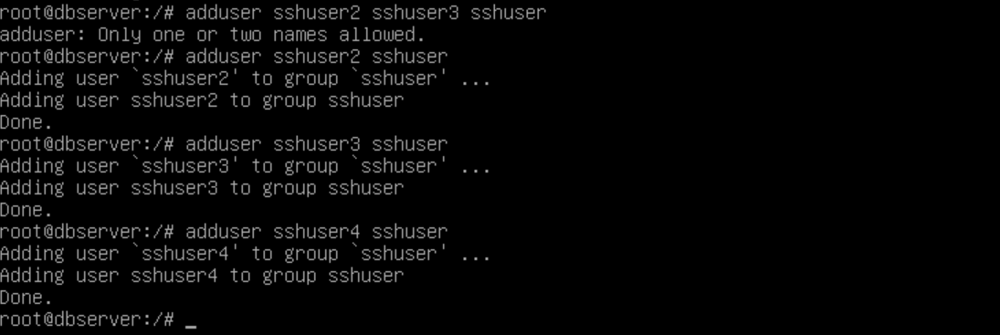 root@dbserver:/# adduser sshuser2 sshuser3 sshuser
adduser: Only one or two names allowed.
root@dbserver:/# adduser sshuser2 sshuser
Adding user `sshuser2' to group `sshuser' ...
Adding user sshuser2 to group sshuser
Done.
root@dbserver:/# adduser sshuser3 sshuser
Adding user `sshuser3' to group `sshuser' ...
Adding user sshuser3 to group sshuser
Done.
root@dbserver:/# adduser sshuser4 sshuser
Adding user `sshuser4' to group `sshuser' ...
Adding user sshuser4 to group sshuser
Done.
root@dbserver:/# _